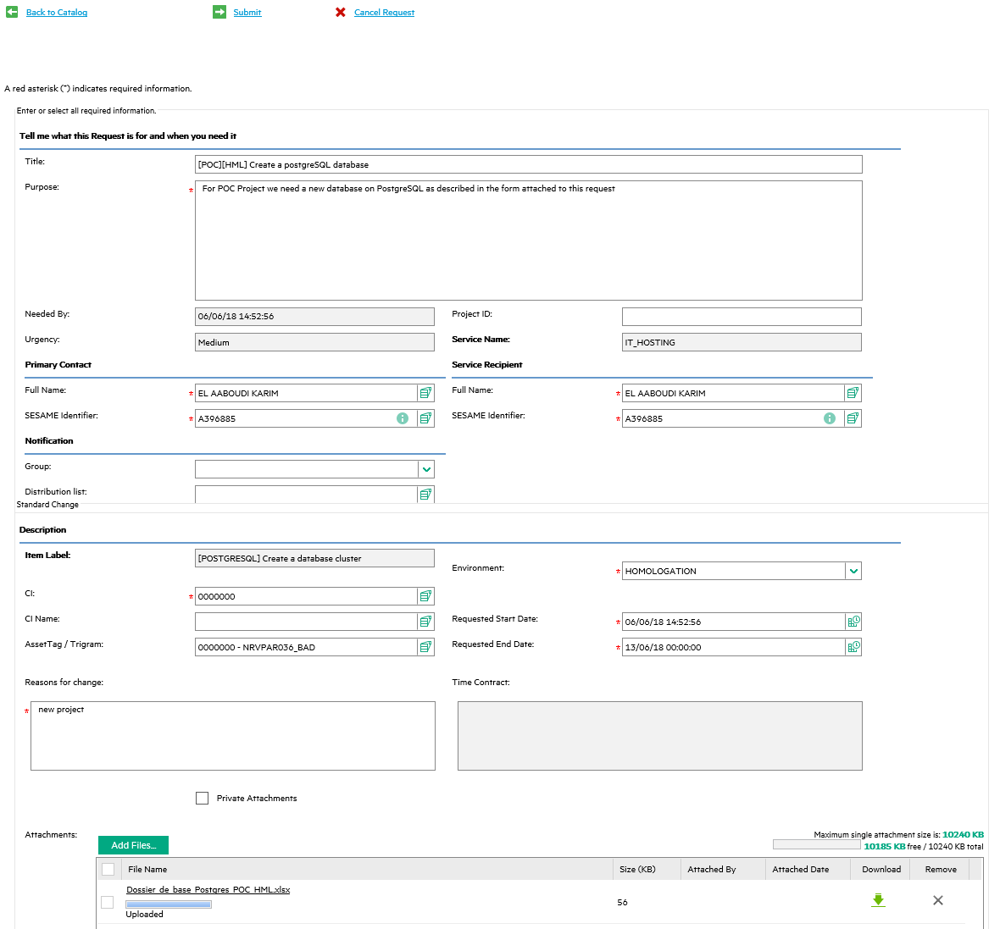 Back to Catalog
Submit
Cancel Request
A red asterisk (*) indicates required information.
Enter or select all required information.
Tell me what this Request is for and when you need it
Title:
[POC][HML] Create a postgreSQL database
Purpose:
* For POC Project we need a new database on PostgreSQL as described in the form attached to this request
Needed By:
06/06/18 14:52:56
Project ID:
Urgency:
Medium
Service Name:
IT_HOSTING
Primary Contact
Service Recipient
Full Name:
* EL AABOUDI KARIM
Full Name:
* EL AABOUDI KARIM
SESAME Identifier:
* A396885
SESAME Identifier:
* A396885
Notification
Group:
Distribution list:
Standard Change
Description
Item Label:
[POSTGRESQL] Create a database cluster
Environment:
* HOMOLOGATION
CI:
* 0000000
CI Name:
Requested Start Date:
* 06/06/18 14:52:56
AssetTag / Trigram:
0000000 - NRVPAR036_BAD
Requested End Date:
* 13/06/18 00:00:00
Reasons for change:
Time Contract:
* new project
Private Attachments
Attachments:
Add Files...
Maximum single attachment size is: 10240 KB
10185 KB free / 10240 KB total
File Name
Size (KB)
Attached By
Attached Date
Download
Remove
Dossier_de_base_Postgres_POC_HML.xlsx
56
Uploaded